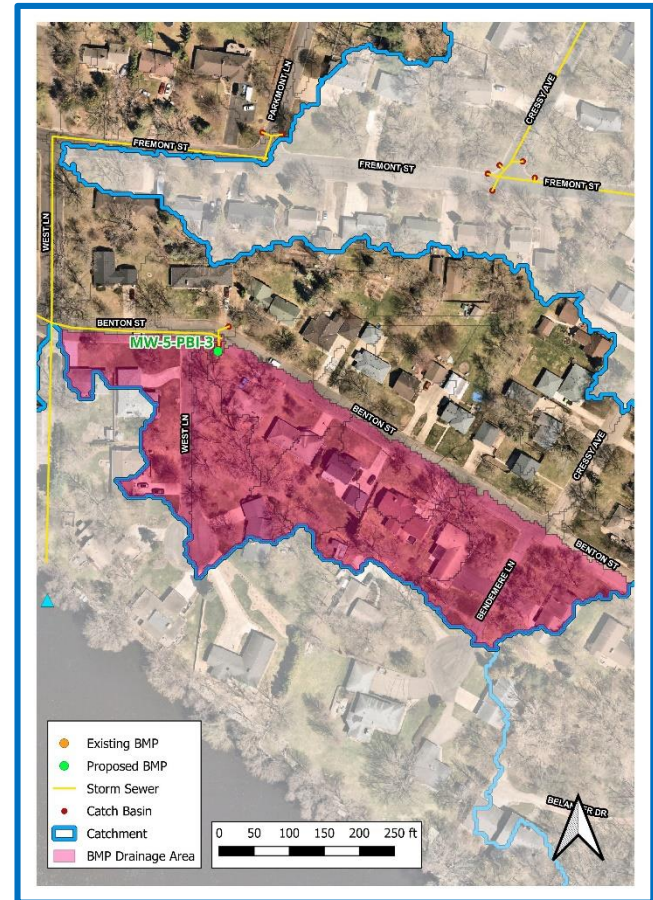 PARKMONT LN
CRESSY AVE
FREMONT ST
FREMONT ST
FREMONT ST
WEST LN
BENTON ST
MW-5-PBI-3
WEST LN
BENTON ST
CRESSY AVE
BENTON ST
BENDEMERE LN
Existing BMP
Proposed BMP
Storm Sewer
Catch Basin
Catchment
BMP Drainage Area
0 50 100 150 200 250 ft